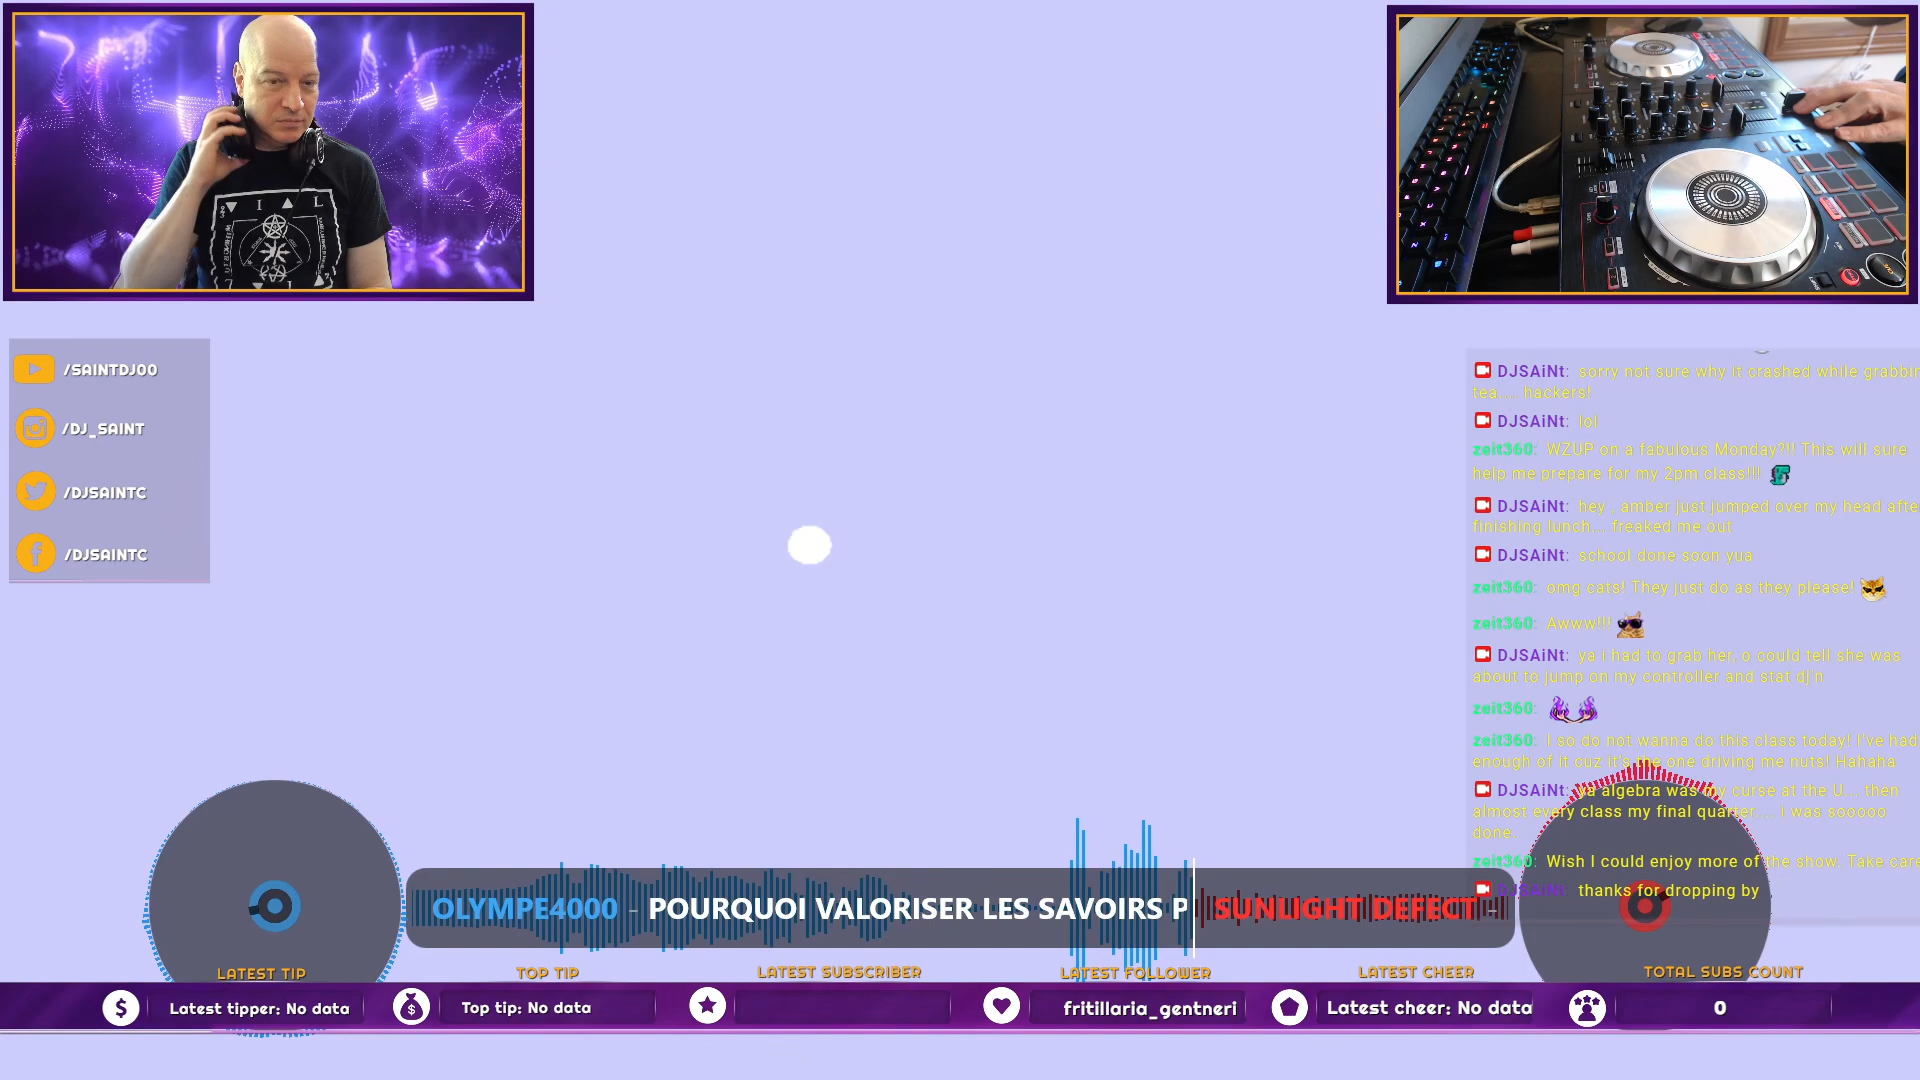 /SAINTDJOO
/DJ_SAINT
/DJSAINTC
/DJSAINTC
DJSAiNt: sorry not sure why it crashed while grabbin
tea..... hackers!
DJSAiNt: lol
zeit360: WZUP on a fabulous Monday?!! This will sure
help me prepare for my 2pm class!!!
DJSAiNt: hey , amber just jumped over my head afte
finishing lunch... freaked me out
DJSAiNt: school done soon yua
zeit360: omg cats! They just do as they please!
zeit360: Awww!!!
DJSAiNt: ya i had to grab her, o could tell she was
about to jump on my controller and stat dj'n
zeit360:
zeit360: I so do not wanna do this class today! I've had
enough of it cuz it's the one driving me nuts! Hahaha
DJSAiNt: ya algebra was my curse at the U.... then
almost every class my final quarter.... i was sooooo
done..
zeit360: Wish I could enjoy more of the show. Take care
DJSAiNt: thanks for dropping by
OLYMPE4000 - POURQUOI VALORISER LES SAVOIRS P
SUNLIGHT DEFECT -
LATEST TIP
TOP TIP
LATEST SUBSCRIBER
LATEST FOLLOWER
LATEST CHEER
TOTAL SUBS COUNT
Latest tipper: No data
Top tip: No data
fritillaria_gentneri
Latest cheer: No data
0